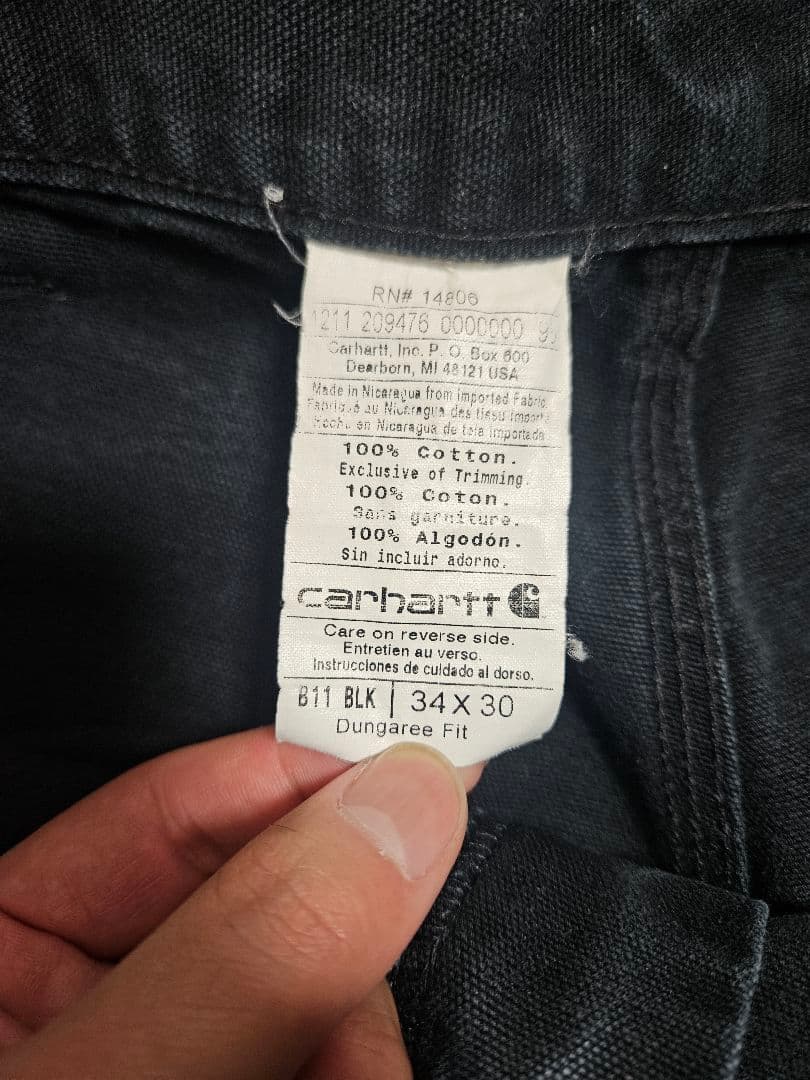 RN# 14806
1211 209476 0000000 9
Carhartt, Inc. P. O. Box 600
Dearborn, MI 48121 USA
Made in Nicaragua from Imported Fabric
Fabriqué au Nicaragua des tissu import
Hecho en Nicaragua de tela importada
100% Cotton.
Exclusive of Trimming.
100% Coton.
Sans garniture.
100% Algodón.
Sin incluir adorno.
carhartt
Care on reverse side.
Entretien au verso.
Instrucciones de cuidado al dorso.
B11 BLK | 34 X 30
Dungaree Fit